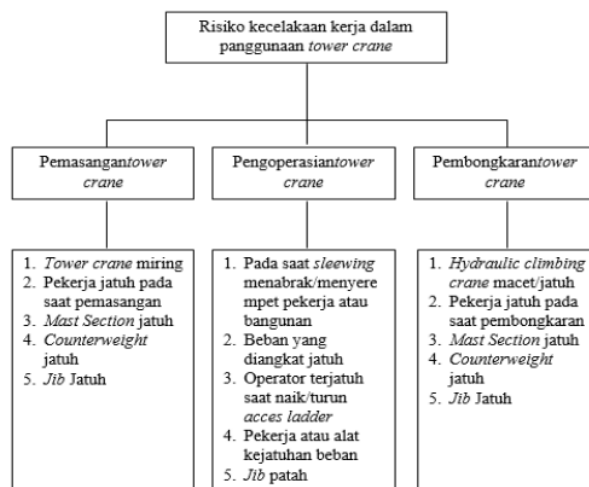 Risiko kecelakaan kerja dalam
panggunaan tower crane
Pemasangantower
crane
Pengoperasiantower
crane
Pembongkarantower
crane
1. Tower crane miring
2. Pekerja jatuh pada
saat pemasangan
3. Mast Section jatuh
4. Counterweight
jatuh
5. Jib Jatuh
1. Pada saat sleewing
menabrak/menyere
mpet pekerja atau
bangunan
2. Beban yang
diangkat jatuh
3. Operator terjatuh
saat naik/turun
acces ladder
4. Pekerja atau alat
kejatuhan beban
5. Jib patah
1. Hydraulic climbing
crane macet/jatuh
2. Pekerja jatuh pada
saat pembongkaran
3. Mast Section jatuh
4. Counterweight
jatuh
5. Jib Jatuh